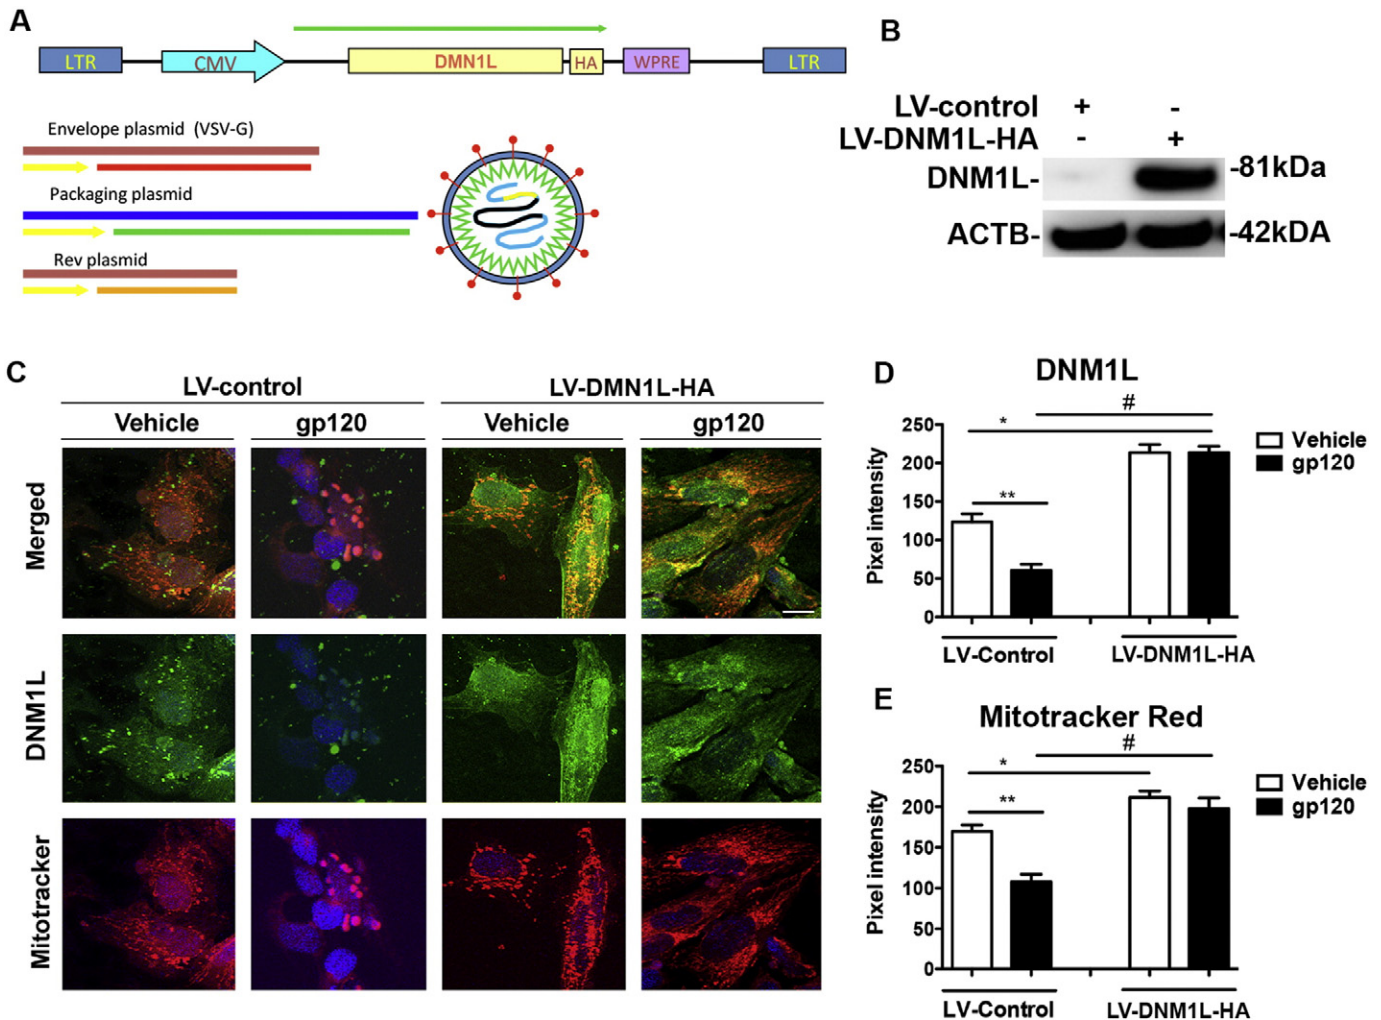 A
LTR CMV DMN1L HA WPRE LTR
Envelope plasmid (VSV-G)
Packaging plasmid
Rev plasmid
B
LV-control + -
LV-DNM1L-HA - +
DNM1L- -81kDa
ACTB- -42kDA
C
LV-control LV-DMN1L-HA
Vehicle gp120 Vehicle gp120
Merged
DNM1L
Mitotracker
D
DNM1L
#
*
**
Pixel intensity
250
200
150
100
50
0
Vehicle
gp120
LV-Control LV-DNM1L-HA
E
Mitotracker Red
#
*
**
Pixel intensity
250
200
150
100
50
0
Vehicle
gp120
LV-Control LV-DNM1L-HA